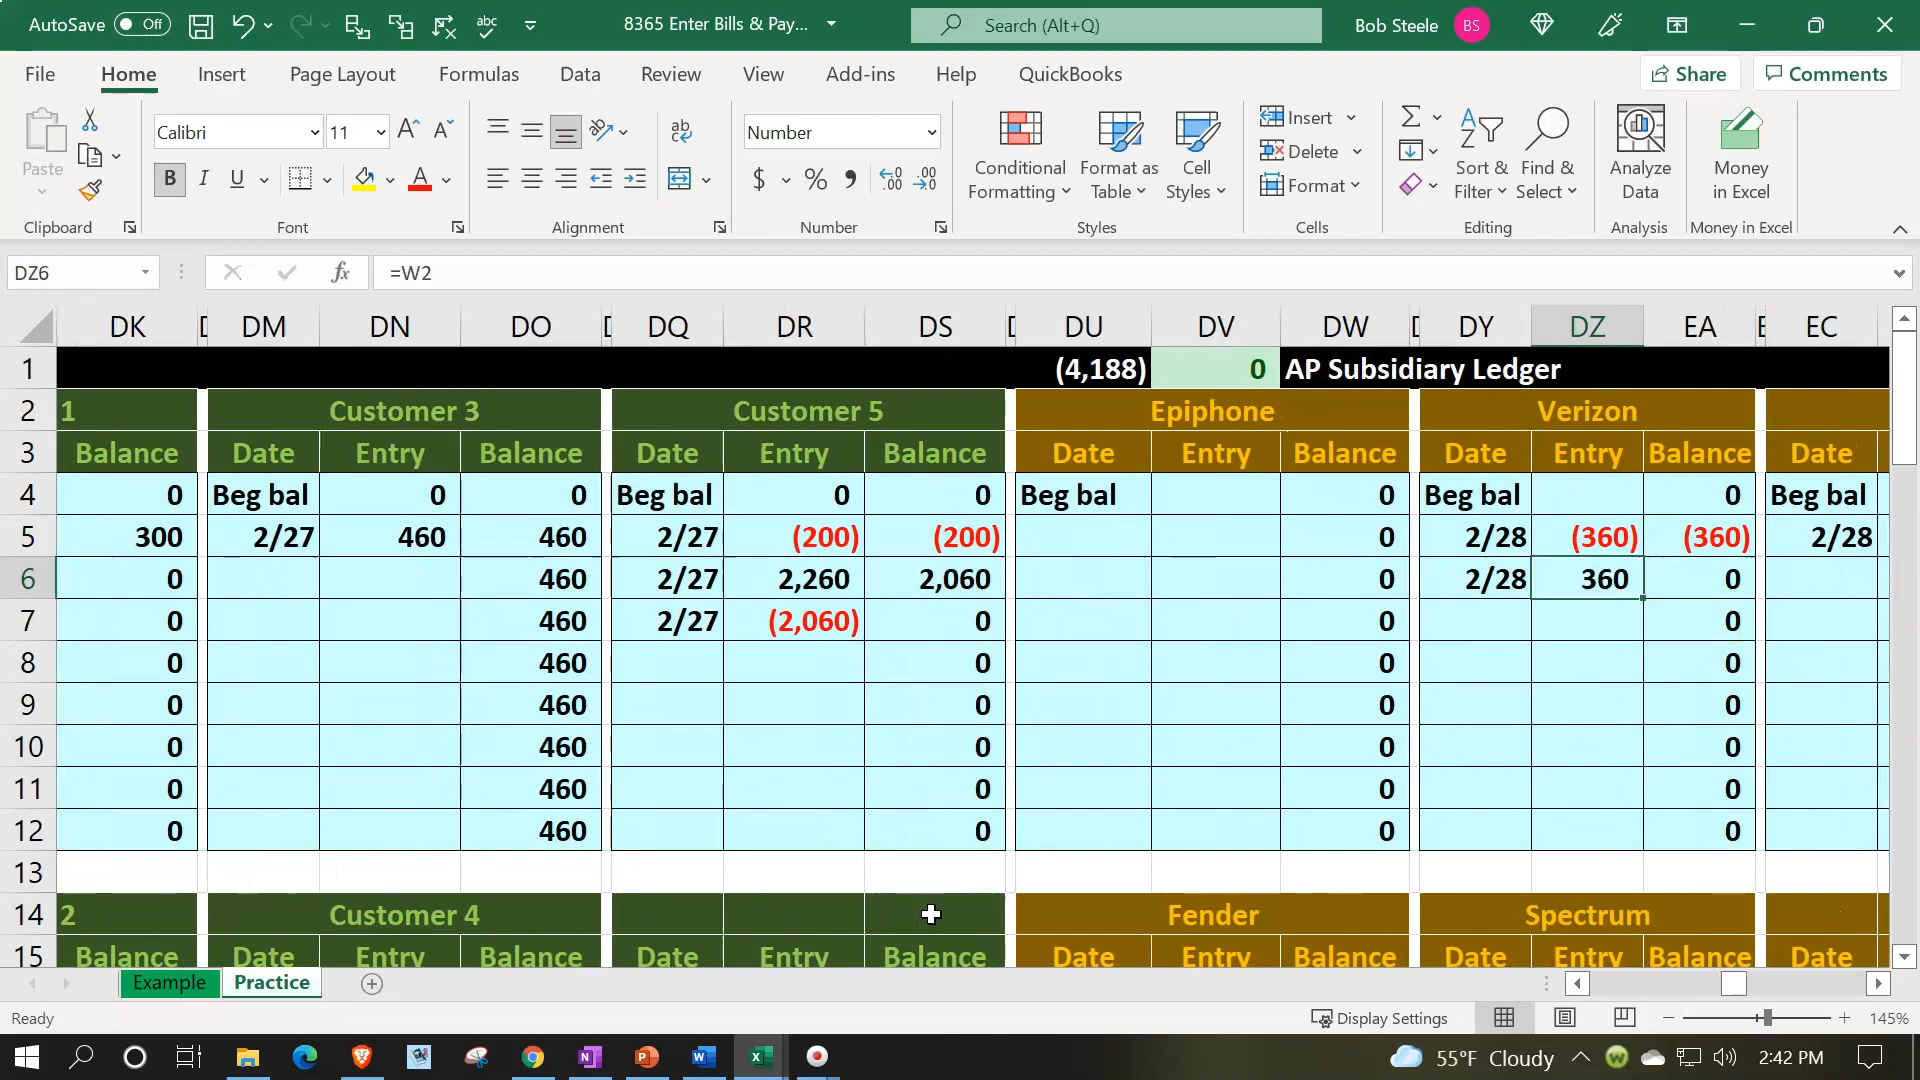 AutoSave Off 8365 Enter Bills & Pay... Search (Alt+Q) Bob Steele BS
File Home Insert Page Layout Formulas Data Review View Add-ins Help QuickBooks Share Comments
Paste Calibri 11 Number Conditional Formatting Format as Table Cell Styles Insert Delete Format Sort & Filter Find & Select Analyze Data Money in Excel
Clipboard Font Alignment Number Styles Cells Editing Analysis Money in Excel
DZ6 fx =W2
DK DM DN DO DQ DR DS DU DV DW DY DZ EA EC
1 (4,188) 0 AP Subsidiary Ledger
2 1 Customer 3 Customer 5 Epiphone Verizon
3 Balance Date Entry Balance Date Entry Balance Date Entry Balance Date Entry Balance Date
4 0 Beg bal 0 0 Beg bal 0 0 Beg bal 0 Beg bal 0 Beg bal
5 300 2/27 460 460 2/27 (200) (200) 0 2/28 (360) (360) 2/28
6 0 460 2/27 2,260 2,060 0 2/28 360 0
7 0 460 2/27 (2,060) 0 0 0
8 0 460 0 0 0
9 0 460 0 0 0
10 0 460 0 0 0
11 0 460 0 0 0
12 0 460 0 0 0
13
14 2 Customer 4 Fender Spectrum
15 Balance Date Entry Balance Date Entry Balance Date Entry Balance Date Entry Balance Date
Example Practice
Ready Display Settings 145%
55°F Cloudy 2:42 PM